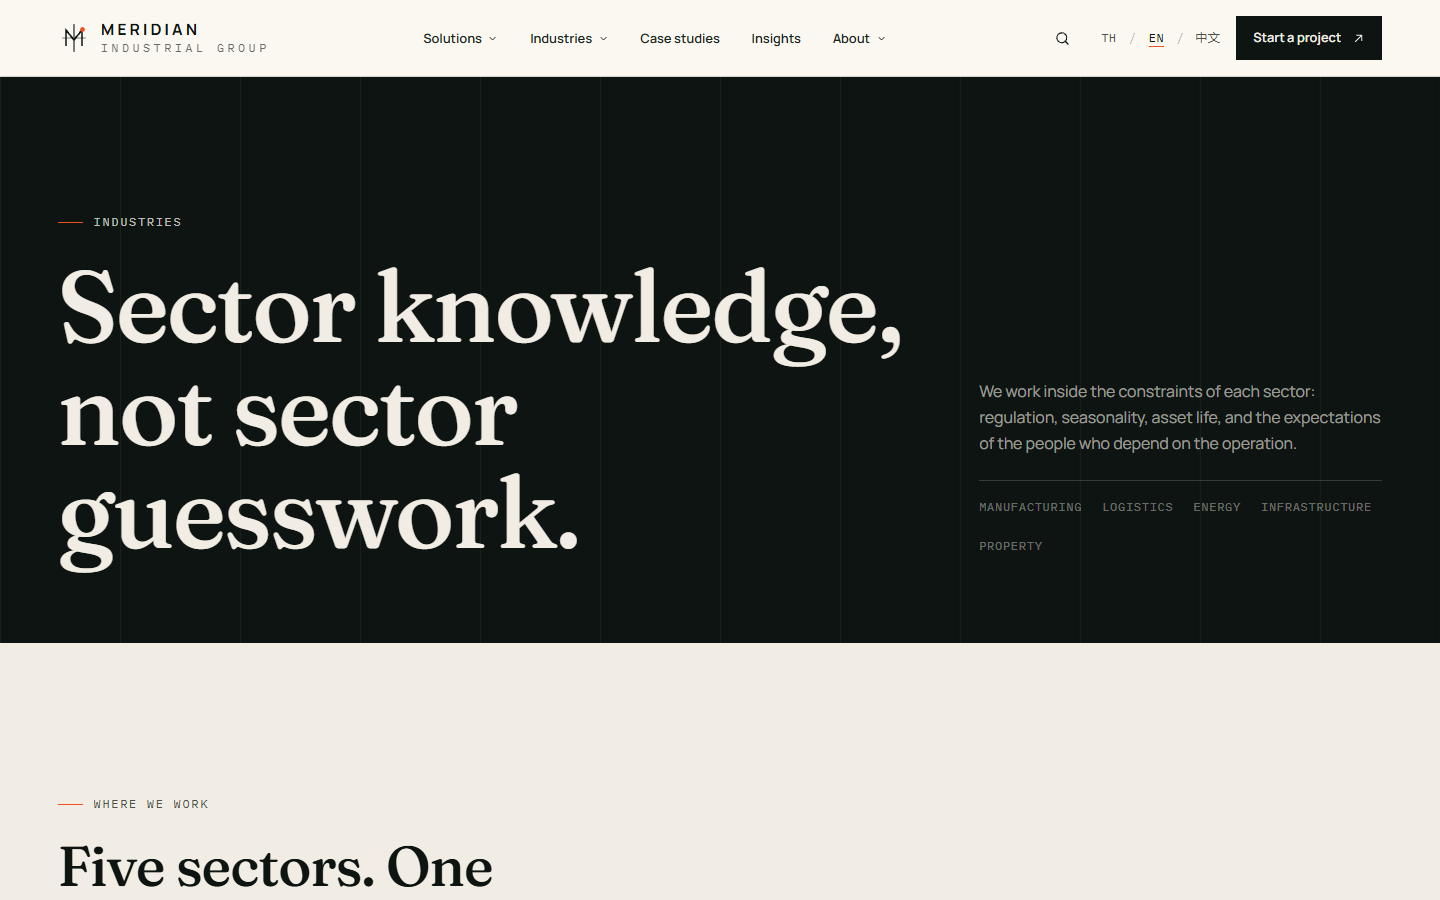 MERIDIAN
INDUSTRIAL GROUP
Solutions
Industries
Case studies
Insights
About
TH / EN / 中文
Start a project
INDUSTRIES
Sector knowledge,
not sector
guesswork.
We work inside the constraints of each sector:
regulation, seasonality, asset life, and the expectations
of the people who depend on the operation.
MANUFACTURING LOGISTICS ENERGY INFRASTRUCTURE
PROPERTY
WHERE WE WORK
Five sectors. One